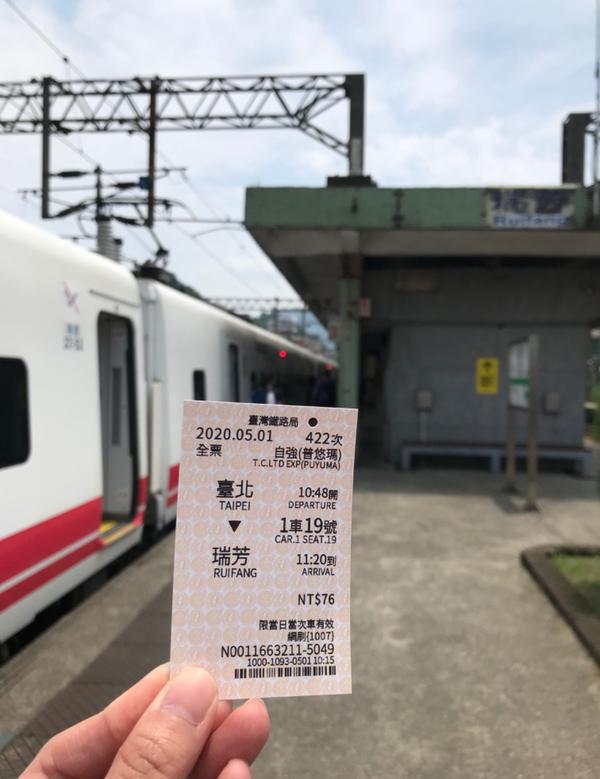 瑞芳
Ruifang
臺灣鐵路局
2020.05.01 422次
全票 自強(普悠瑪)
T.C.LTD EXP(PUYUMA)
臺北 10:48開
TAIPEI DEPARTURE
▼ 1車19號
CAR.1 SEAT.19
瑞芳 11:20到
RUIFANG ARRIVAL
NT$76
限當日當次車有效
網刷{1007}
N0011663211-5049
1000-1093-0501 10:15